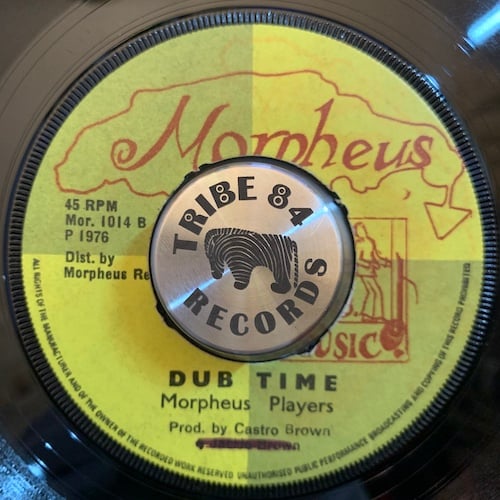 Morpheus
45 RPM
Mor. 1014 B
P 1976
Dist. by
Morpheus Re
TRIBE 84
RECORDS
MUSIC
DUB TIME
Morpheus Players
Prod. by Castro Brown
ALL RIGHTS OF THE MANUFACTURER AND OF THE OWNER OF THE RECORDED WORK RESERVED UNAUTHORISED PUBLIC PERFORMANCE BROADCASTING AND COPYING OF THIS RECORD PROHIBITED.